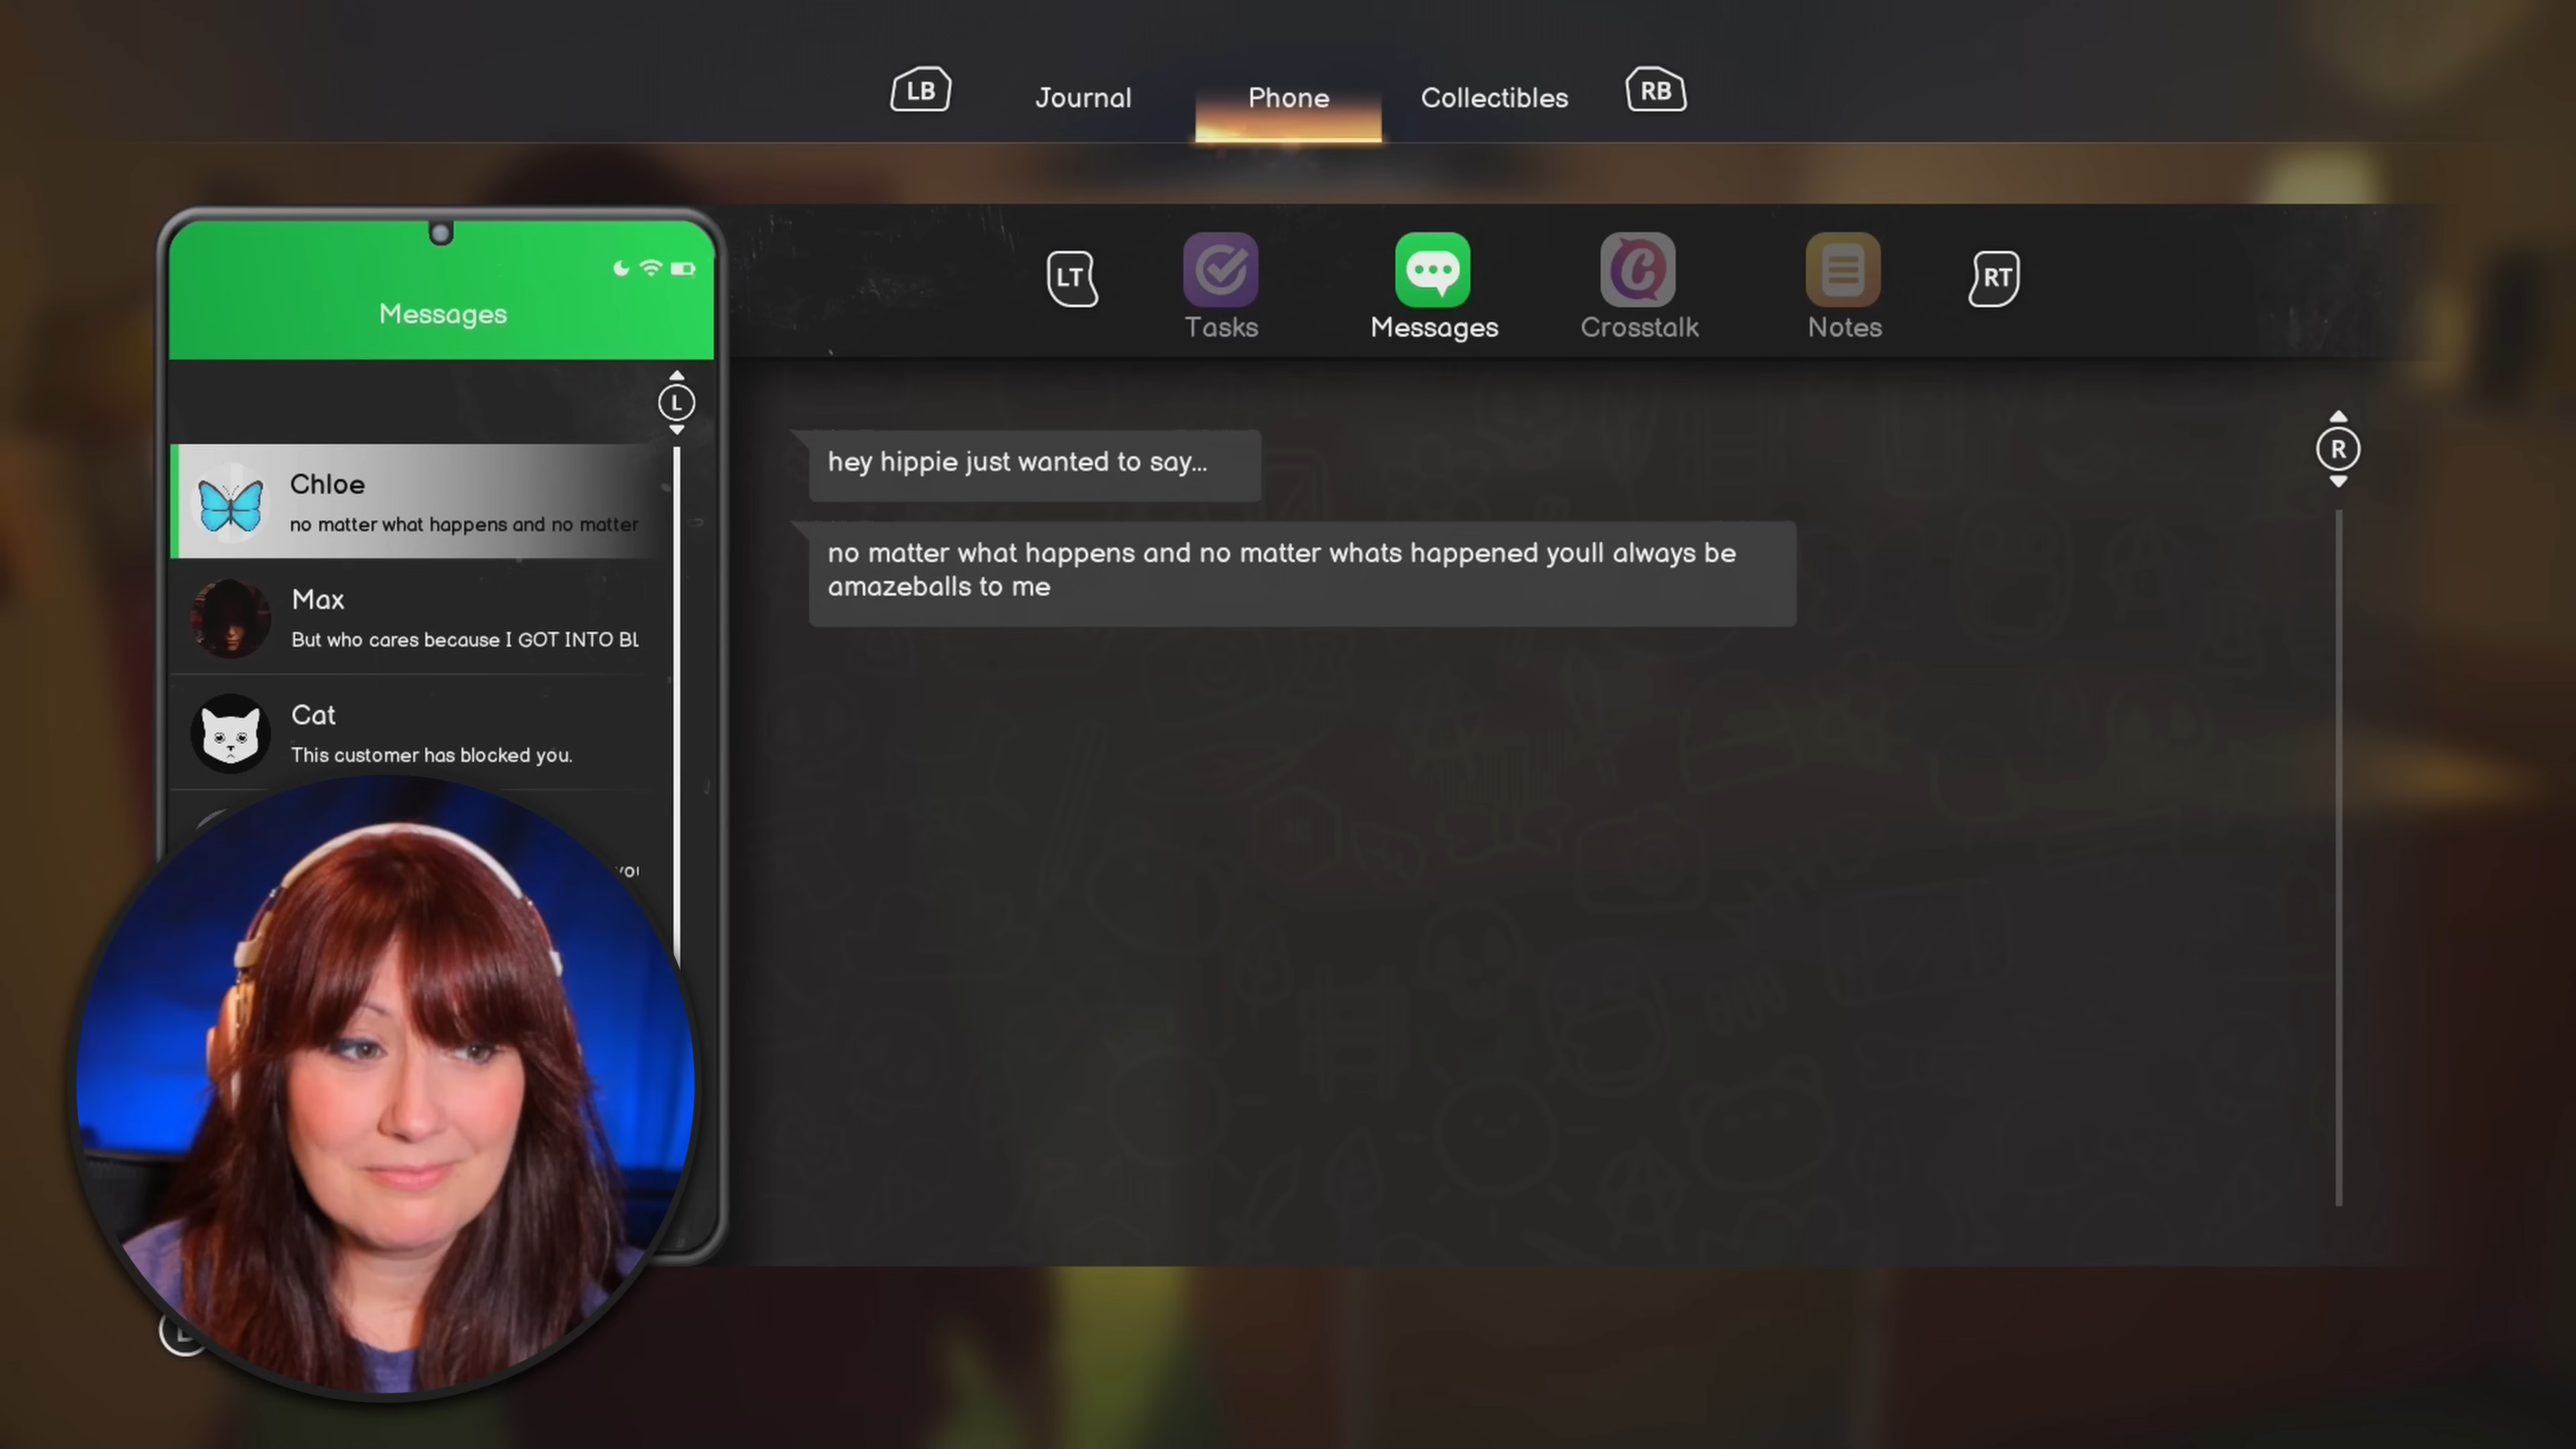 LB Journal Phone Collectibles RB
Messages
LT Tasks Messages Crosstalk Notes RT
L
Chloe
no matter what happens and no matter
Max
But who cares because I GOT INTO BL
Cat
This customer has blocked you.
you
hey hippie just wanted to say...
no matter what happens and no matter whats happened youll always be
amazeballs to me
R